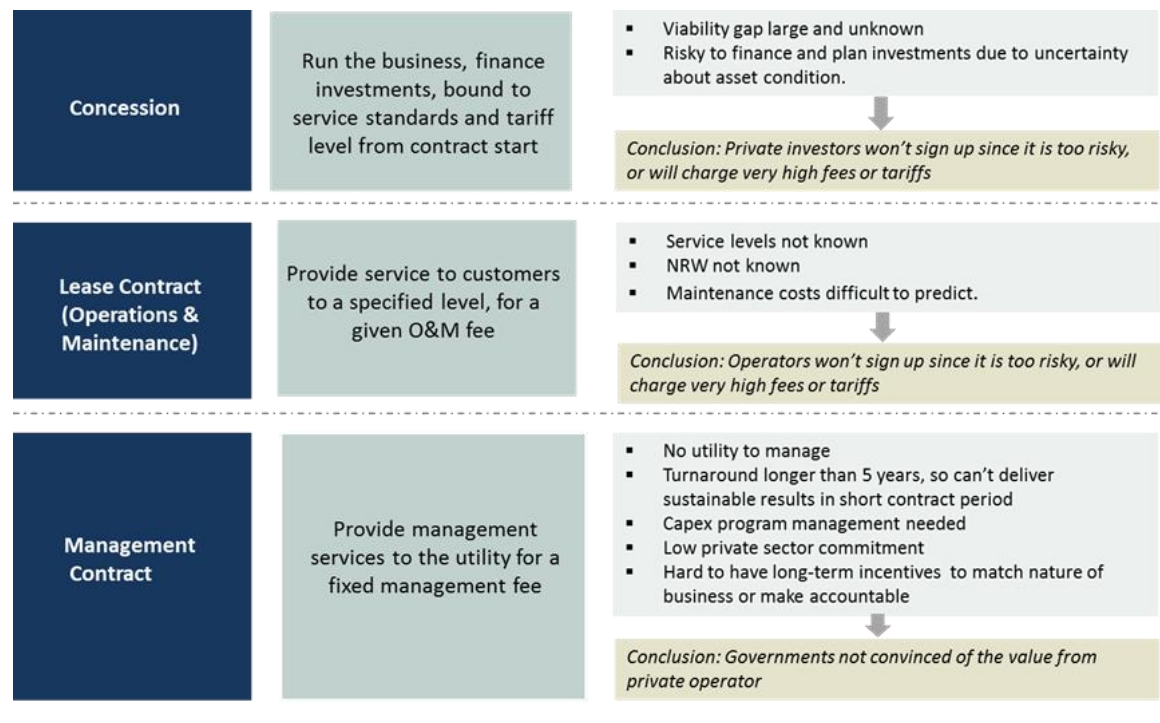 Concession
Run the business, finance
investments, bound to
service standards and tariff
level from contract start
▪ Viability gap large and unknown
▪ Risky to finance and plan investments due to uncertainty
about asset condition.
Conclusion: Private investors won't sign up since it is too risky,
or will charge very high fees or tariffs
Lease Contract
(Operations &
Maintenance)
Provide service to customers
to a specified level, for a
given O&M fee
▪ Service levels not known
▪ NRW not known
▪ Maintenance costs difficult to predict.
Conclusion: Operators won't sign up since it is too risky, or will
charge very high fees or tariffs
Management
Contract
Provide management
services to the utility for a
fixed management fee
▪ No utility to manage
▪ Turnaround longer than 5 years, so can't deliver
sustainable results in short contract period
▪ Capex program management needed
▪ Low private sector commitment
▪ Hard to have long-term incentives to match nature of
business or make accountable
Conclusion: Governments not convinced of the value from
private operator